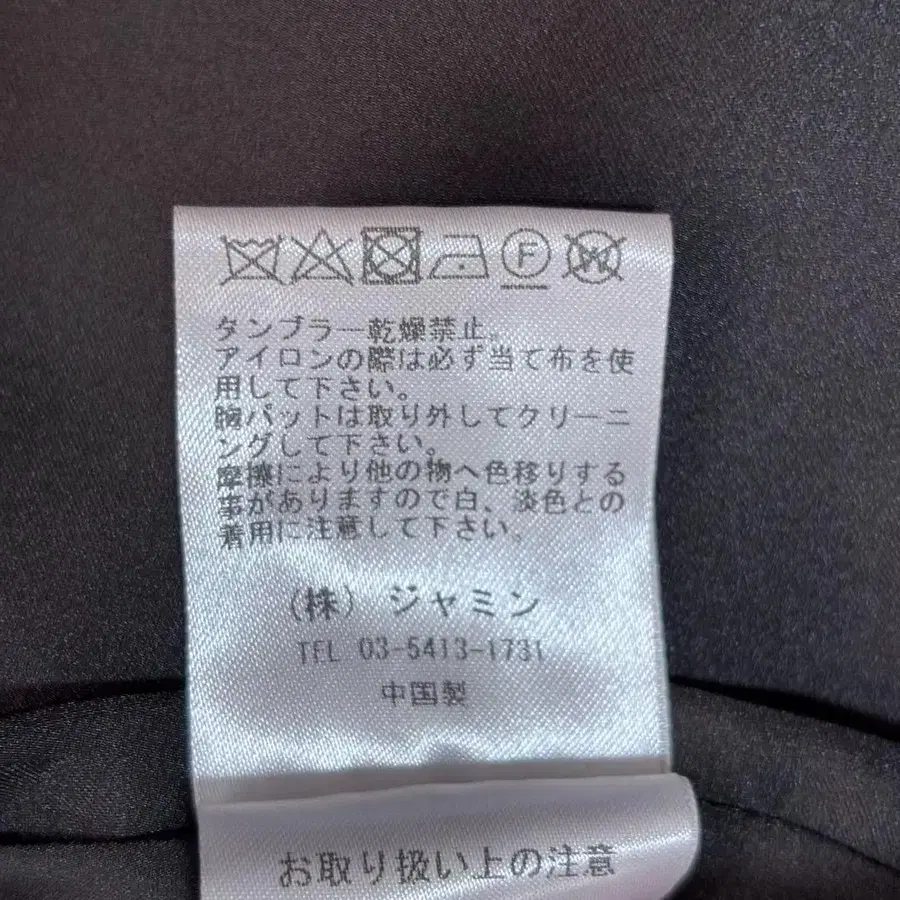 F W
タンブラー乾燥禁止。
アイロンの際は必ず当て布を使
用して下さい。
胸パットは取り外してクリーニ
ングして下さい。
摩擦により他の物へ色移りする
事がありますので白、淡色との
着用に注意して下さい。
(株) ジャミン
TEL 03-5413-1731
中国製
お取り扱い上の注意